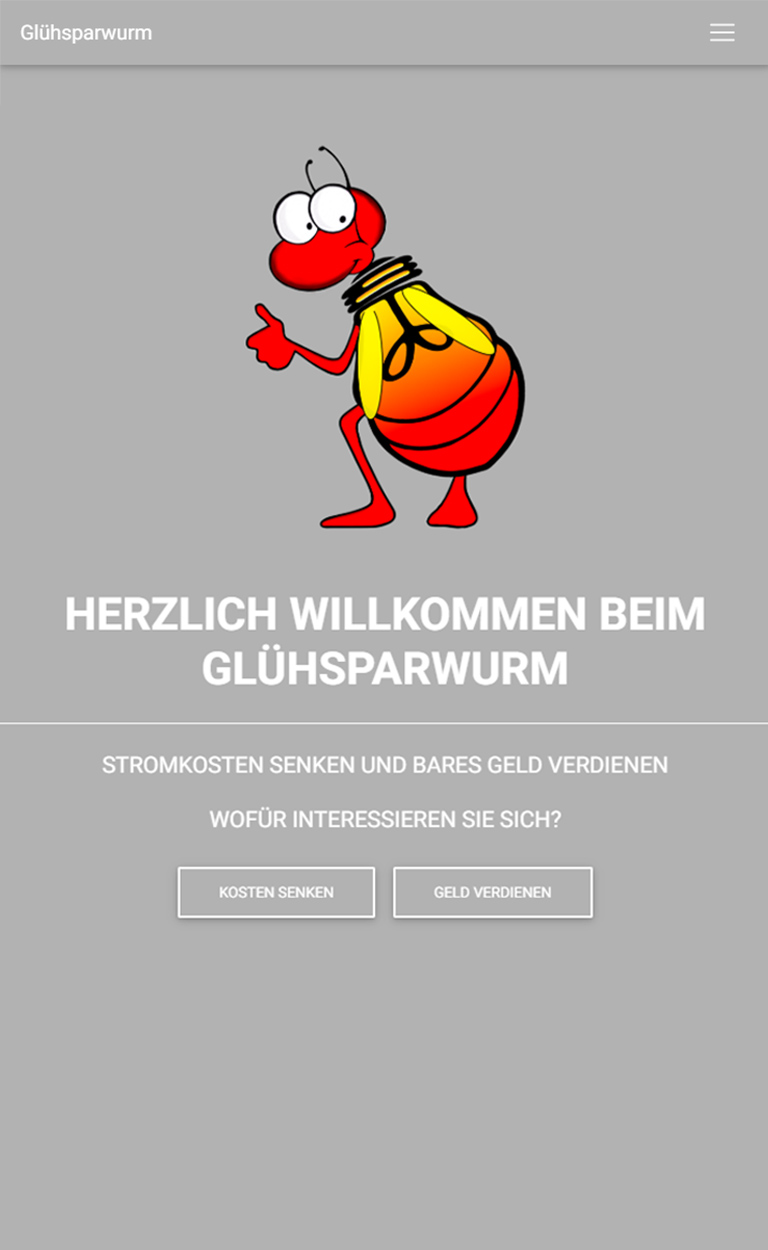 Glühsparwurm
HERZLICH WILLKOMMEN BEIM
GLÜHSPARWURM
STROMKOSTEN SENKEN UND BARES GELD VERDIENEN
WOFÜR INTERESSIEREN SIE SICH?
KOSTEN SENKEN
GELD VERDIENEN